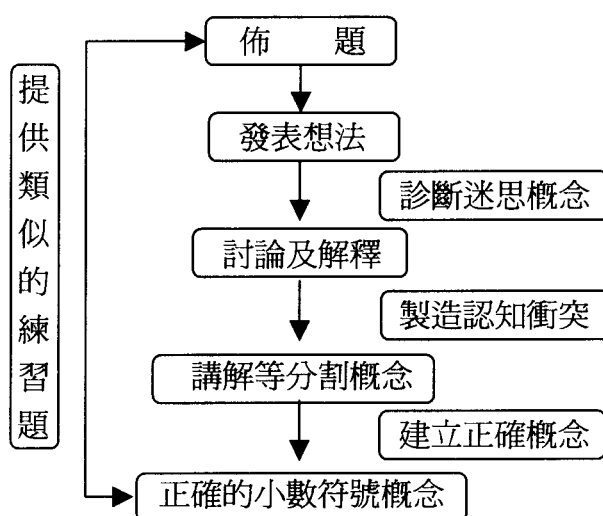 佈題
發表想法
診斷迷思概念
討論及解釋
製造認知衝突
講解等分割概念
建立正確概念
正確的小數符號概念
提供類似的練習題